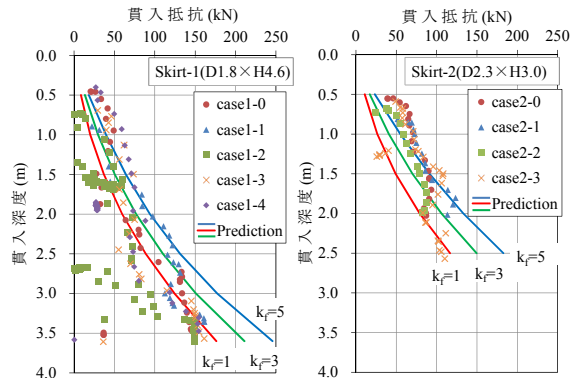 貫入抵抗(kN)
0 50 100 150 200 250
0.0
0.5
1.0
1.5
2.0
2.5
3.0
3.5
4.0
貫入深度(m)
Skirt-1(D1.8×H4.6)
case1-0
case1-1
case1-2
case1-3
case1-4
Prediction
kf=5
kf=1
kf=3
貫入抵抗(kN)
0 50 100 150 200 250
0.0
0.5
1.0
1.5
2.0
2.5
3.0
3.5
4.0
貫入深度(m)
Skirt-2(D2.3×H3.0)
case2-0
case2-1
case2-2
case2-3
Prediction
kf=5
kf=1
kf=3